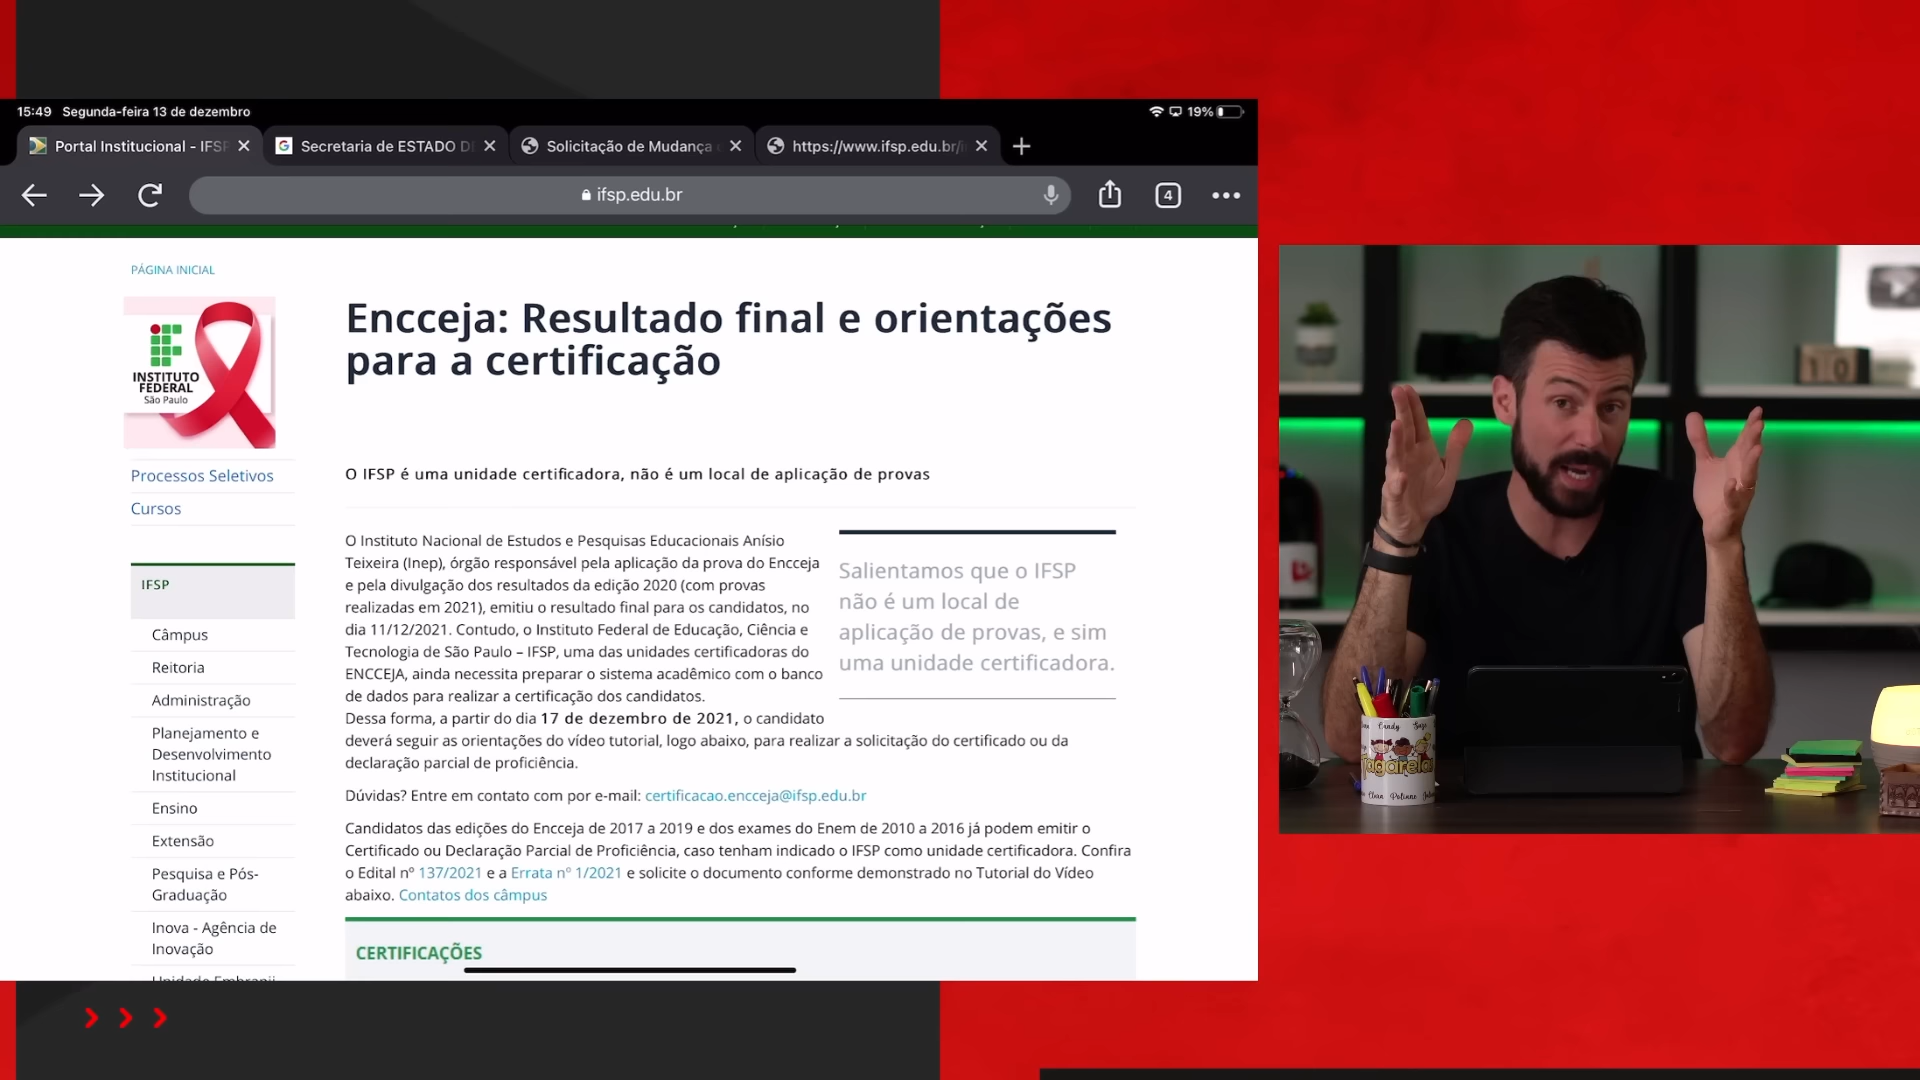 15:49 Segunda-feira 13 de dezembro
19%
Portal Institucional - IFSP
Secretaria de ESTADO D
Solicitação de Mudança
https://www.ifsp.edu.br/
ifsp.edu.br
4
PÁGINA INICIAL
INSTITUTO
FEDERAL
São Paulo
Processos Seletivos
Cursos
IFSP
Câmpus
Reitoria
Administração
Planejamento e
Desenvolvimento
Institucional
Ensino
Extensão
Pesquisa e Pós-
Graduação
Inova - Agência de
Inovação
Encceja: Resultado final e orientações
para a certificação
O IFSP é uma unidade certificadora, não é um local de aplicação de provas
O Instituto Nacional de Estudos e Pesquisas Educacionais Anísio
Teixeira (Inep), órgão responsável pela aplicação da prova do Encceja
e pela divulgação dos resultados da edição 2020 (com provas
realizadas em 2021), emitiu o resultado final para os candidatos, no
dia 11/12/2021. Contudo, o Instituto Federal de Educação, Ciência e
Tecnologia de São Paulo – IFSP, uma das unidades certificadoras do
ENCCEJA, ainda necessita preparar o sistema acadêmico com o banco
de dados para realizar a certificação dos candidatos.
Salientamos que o IFSP
não é um local de
aplicação de provas, e sim
uma unidade certificadora.
Dessa forma, a partir do dia 17 de dezembro de 2021, o candidato
deverá seguir as orientações do vídeo tutorial, logo abaixo, para realizar a solicitação do certificado ou da
declaração parcial de proficiência.
Dúvidas? Entre em contato com por e-mail: certificacao.encceja@ifsp.edu.br
Candidatos das edições do Encceja de 2017 a 2019 e dos exames do Enem de 2010 a 2016 já podem emitir o
Certificado ou Declaração Parcial de Proficiência, caso tenham indicado o IFSP como unidade certificadora. Confira
o Edital nº 137/2021 e a Errata nº 1/2021 e solicite o documento conforme demonstrado no Tutorial do Vídeo
abaixo. Contatos dos câmpus
CERTIFICAÇÕES
10